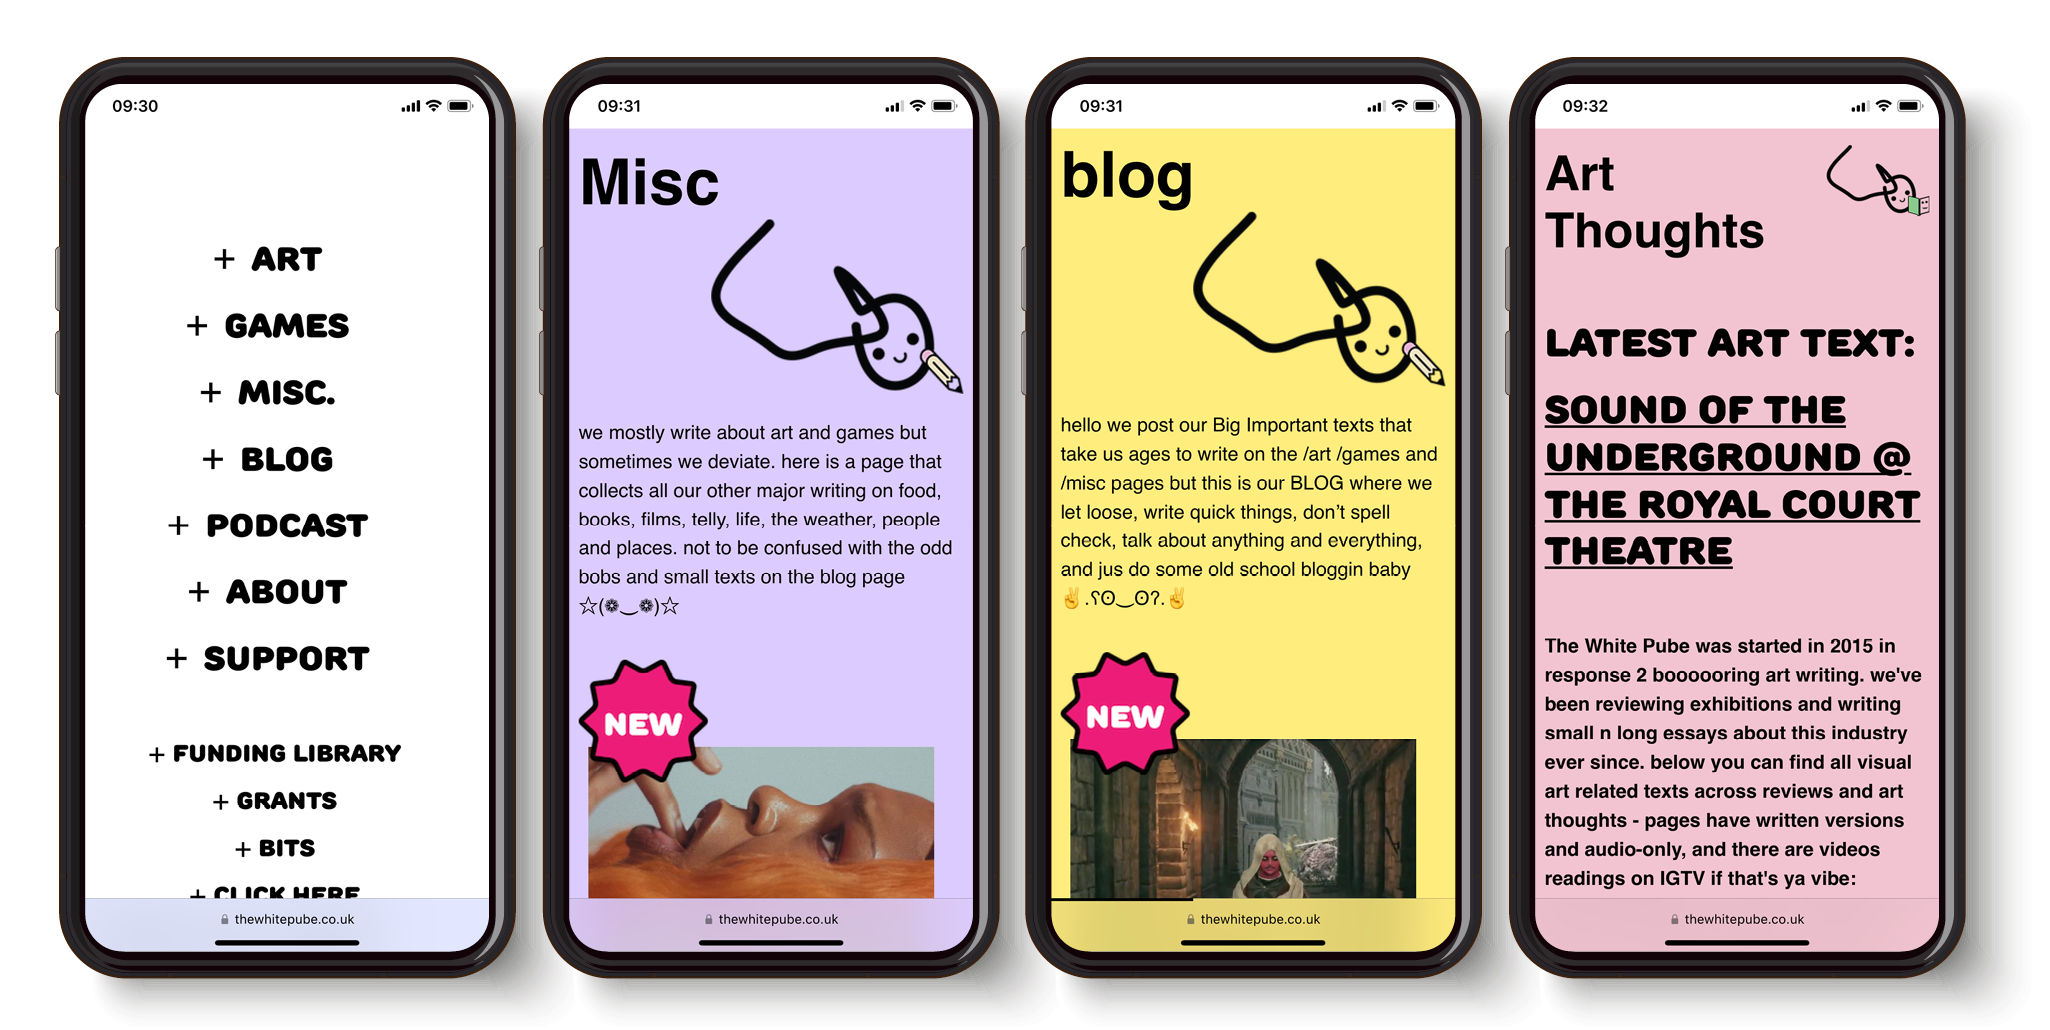 09:30
+ ART
+ GAMES
+ MISC.
+ BLOG
+ PODCAST
+ ABOUT
+ SUPPORT
+ FUNDING LIBRARY
+ GRANTS
+ BITS
+ CLICK HERE
thewhitepube.co.uk
09:31
Misc
we mostly write about art and games but
sometimes we deviate. here is a page that
collects all our other major writing on food,
books, films, telly, life, the weather, people
and places. not to be confused with the odd
bobs and small texts on the blog page
☆(❁‿❁)☆
NEW
thewhitepube.co.uk
09:31
blog
hello we post our Big Important texts that
take us ages to write on the /art /games and
/misc pages but this is our BLOG where we
let loose, write quick things, don’t spell
check, talk about anything and everything,
and jus do some old school bloggin baby
✌️.ʕʘ‿ʘʔ.✌️
NEW
thewhitepube.co.uk
09:32
Art
Thoughts
LATEST ART TEXT:
SOUND OF THE
UNDERGROUND @
THE ROYAL COURT
THEATRE
The White Pube was started in 2015 in
response 2 boooooring art writing. we've
been reviewing exhibitions and writing
small n long essays about this industry
ever since. below you can find all visual
art related texts across reviews and art
thoughts - pages have written versions
and audio-only, and there are videos
readings on IGTV if that's ya vibe:
thewhitepube.co.uk